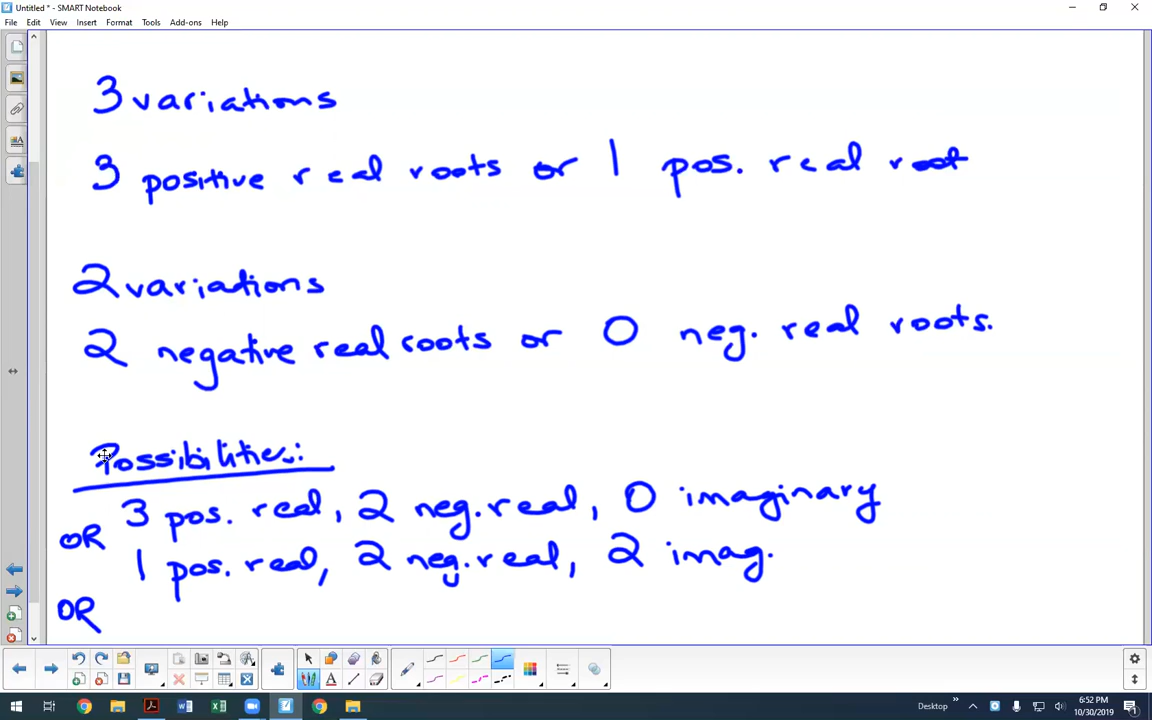 Untitled * - SMART Notebook
File Edit View Insert Format Tools Add-ons Help
3 variations
3 positive real roots or 1 pos. real root
2 variations
2 negative real roots or 0 neg. real roots.
Possibilities:
3 pos. real, 2 neg. real, 0 imaginary
OR
1 pos. real, 2 neg. real, 2 imag.
OR
Desktop
6:52 PM
10/30/2019